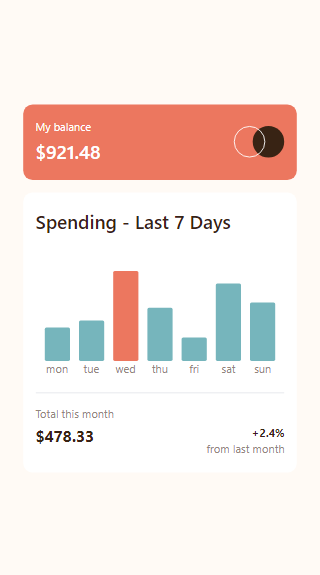 My balance
$921.48
Spending - Last 7 Days
mon tue wed thu fri sat sun
Total this month
$478.33
+2.4%
from last month